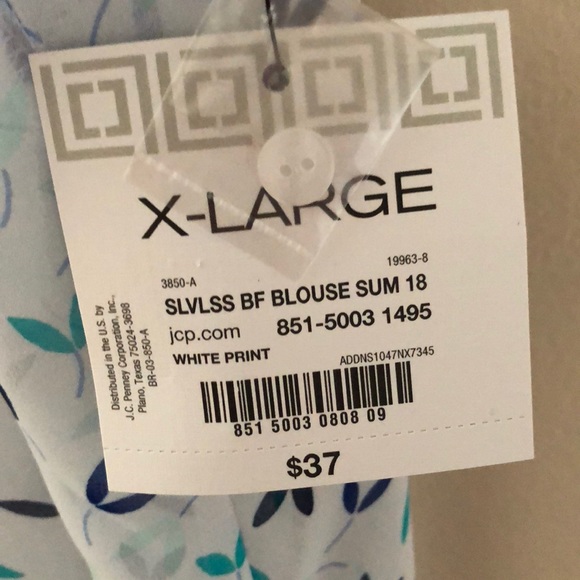 X-LARGE
3850-A
19963-8
SLVLSS BF BLOUSE SUM 18
jcp.com 851-5003 1495
WHITE PRINT
ADDNS1047NX7345
851 5003 0808 09
$37
Distributed in the U.S. by
J.C. Penney Corporation, Inc.,
Plano, Texas 75024-3698
BR-03-850-A